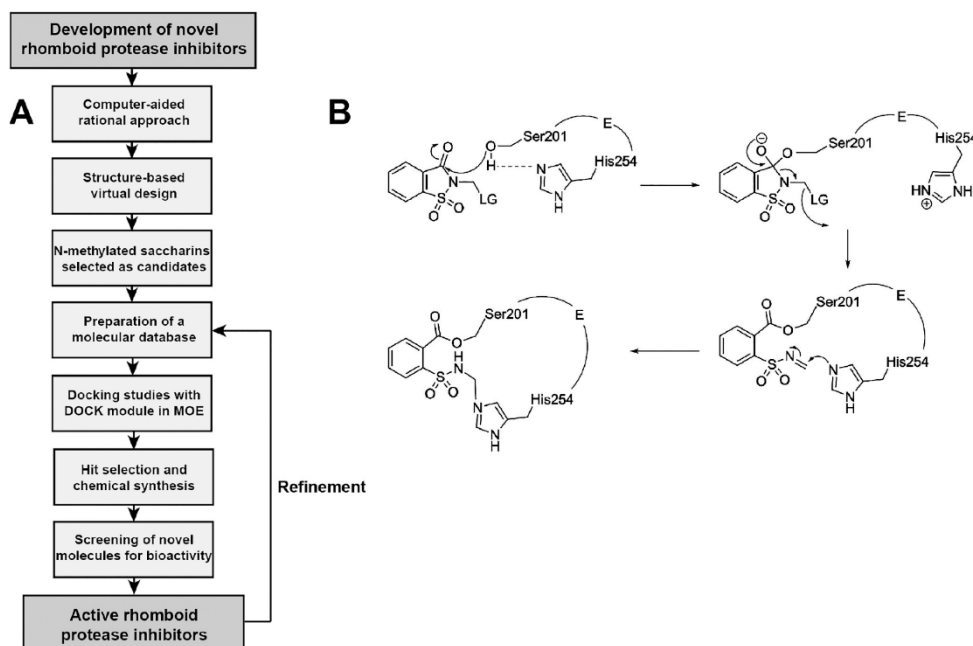 Development of novel
rhomboid protease inhibitors
A
Computer-aided
rational approach
Structure-based
virtual design
N-methylated saccharins
selected as candidates
Preparation of a
molecular database
Docking studies with
DOCK module in MOE
Hit selection and
chemical synthesis
Screening of novel
molecules for bioactivity
Active rhomboid
protease inhibitors
Refinement
B
O
O
H
Ser201
E
His254
N
N
H
N
S
O
O
LG
O
O
Ser201
E
His254
N
S
O
O
LG
HN
NH
O
O
Ser201
E
His254
S
N
O
O
N
N
H
O
O
Ser201
E
His254
H
S
N
O
O
N
N
H